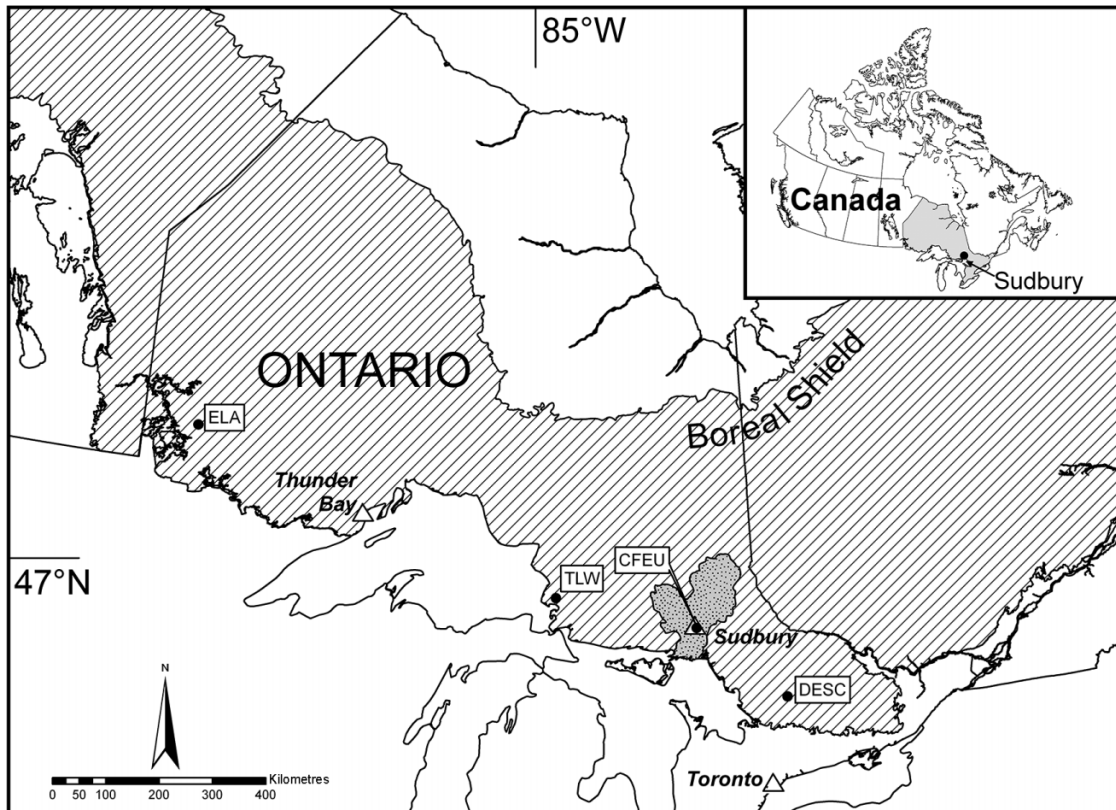 85°W
Canada
Sudbury
ONTARIO
Boreal Shield
ELA
Thunder
Bay
CFEU
47°N
TLW
Sudbury
DESC
N
Toronto
Kilometres
0 50 100 200 300 400